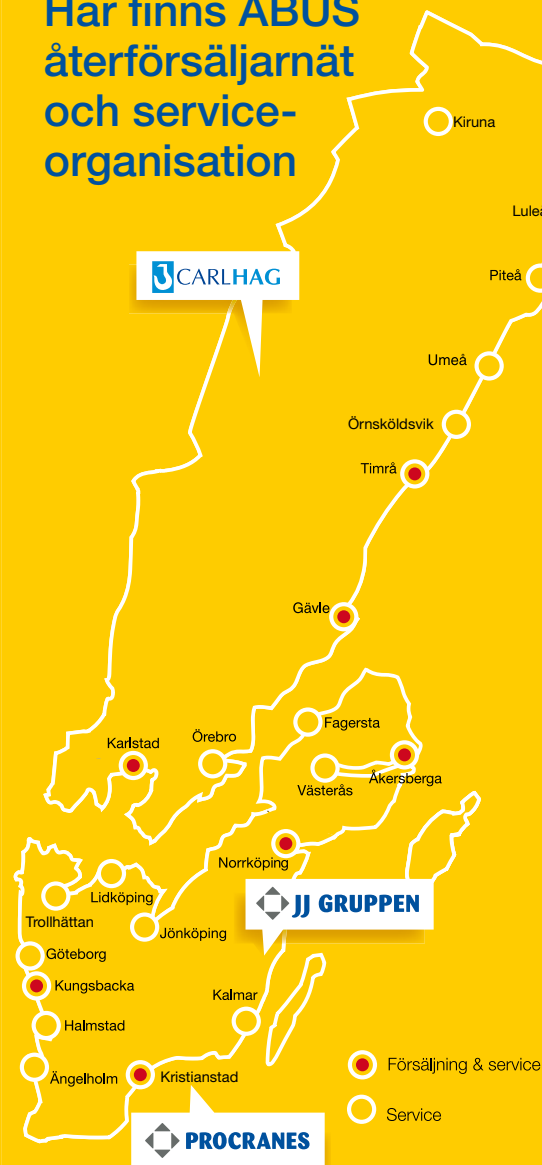 Här finns ABUS
återförsäljarnät
och service-
organisation
Kiruna
Luleå
CARLHAG
Piteå
Umeå
Örnsköldsvik
Timrå
Gävle
Fagersta
Örebro
Karlstad
Västerås
Åkersberga
Norrköping
Lidköping
JJ GRUPPEN
Trollhättan
Jönköping
Göteborg
Kungsbacka
Kalmar
Halmstad
Försäljning & service
Ängelholm
Kristianstad
Service
PROCRANES